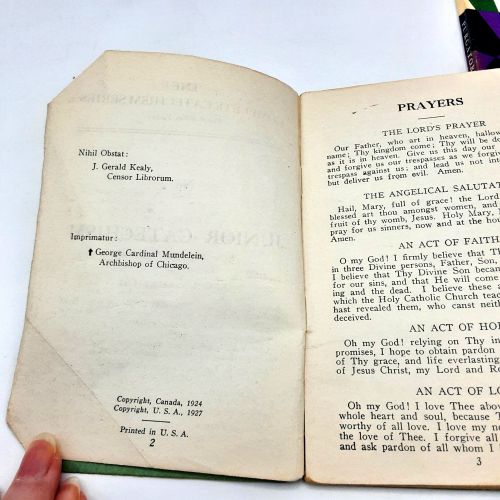 Nihil Obstat:
J. Gerald Kealy,
Censor Librorum.
Imprimatur:
✝ George Cardinal Mundelein,
Archbishop of Chicago.
Copyright, Canada, 1924
Copyright, U. S. A., 1927
Printed in U. S. A.
2
PRAYERS
THE LORD'S PRAYER
Our Father, who art in heaven, hallow
name; Thy kingdom come; Thy will be d
as it is in heaven. Give us this day our
and forgive us our trespasses as we forgiv
trespass against us; and lead us not in
but deliver us from evil. Amen.
THE ANGELICAL SALUTAT
Hail, Mary, full of grace! the Lord
blessed art thou amongst women, and
fruit of thy womb, Jesus. Holy Mary, M
pray for us sinners, now and at the hou
Amen.
AN ACT OF FAITH
O my God! I firmly believe that Th
in three Divine persons, Father, Son,
I believe that Thy Divine Son becam
for our sins, and that He will come
ing and the dead. I believe these a
which the Holy Catholic Church teac
hast revealed them, who canst neith
deceived.
AN ACT OF HOP
Oh my God! relying on Thy in
promises, I hope to obtain pardon
of Thy grace, and life everlasting
of Jesus Christ, my Lord and Re
AN ACT OF LO
Oh my God! I love Thee above
whole heart and soul, because T
worthy of all love. I love my ne
the love of Thee. I forgive all
and ask pardon of all whom I
3